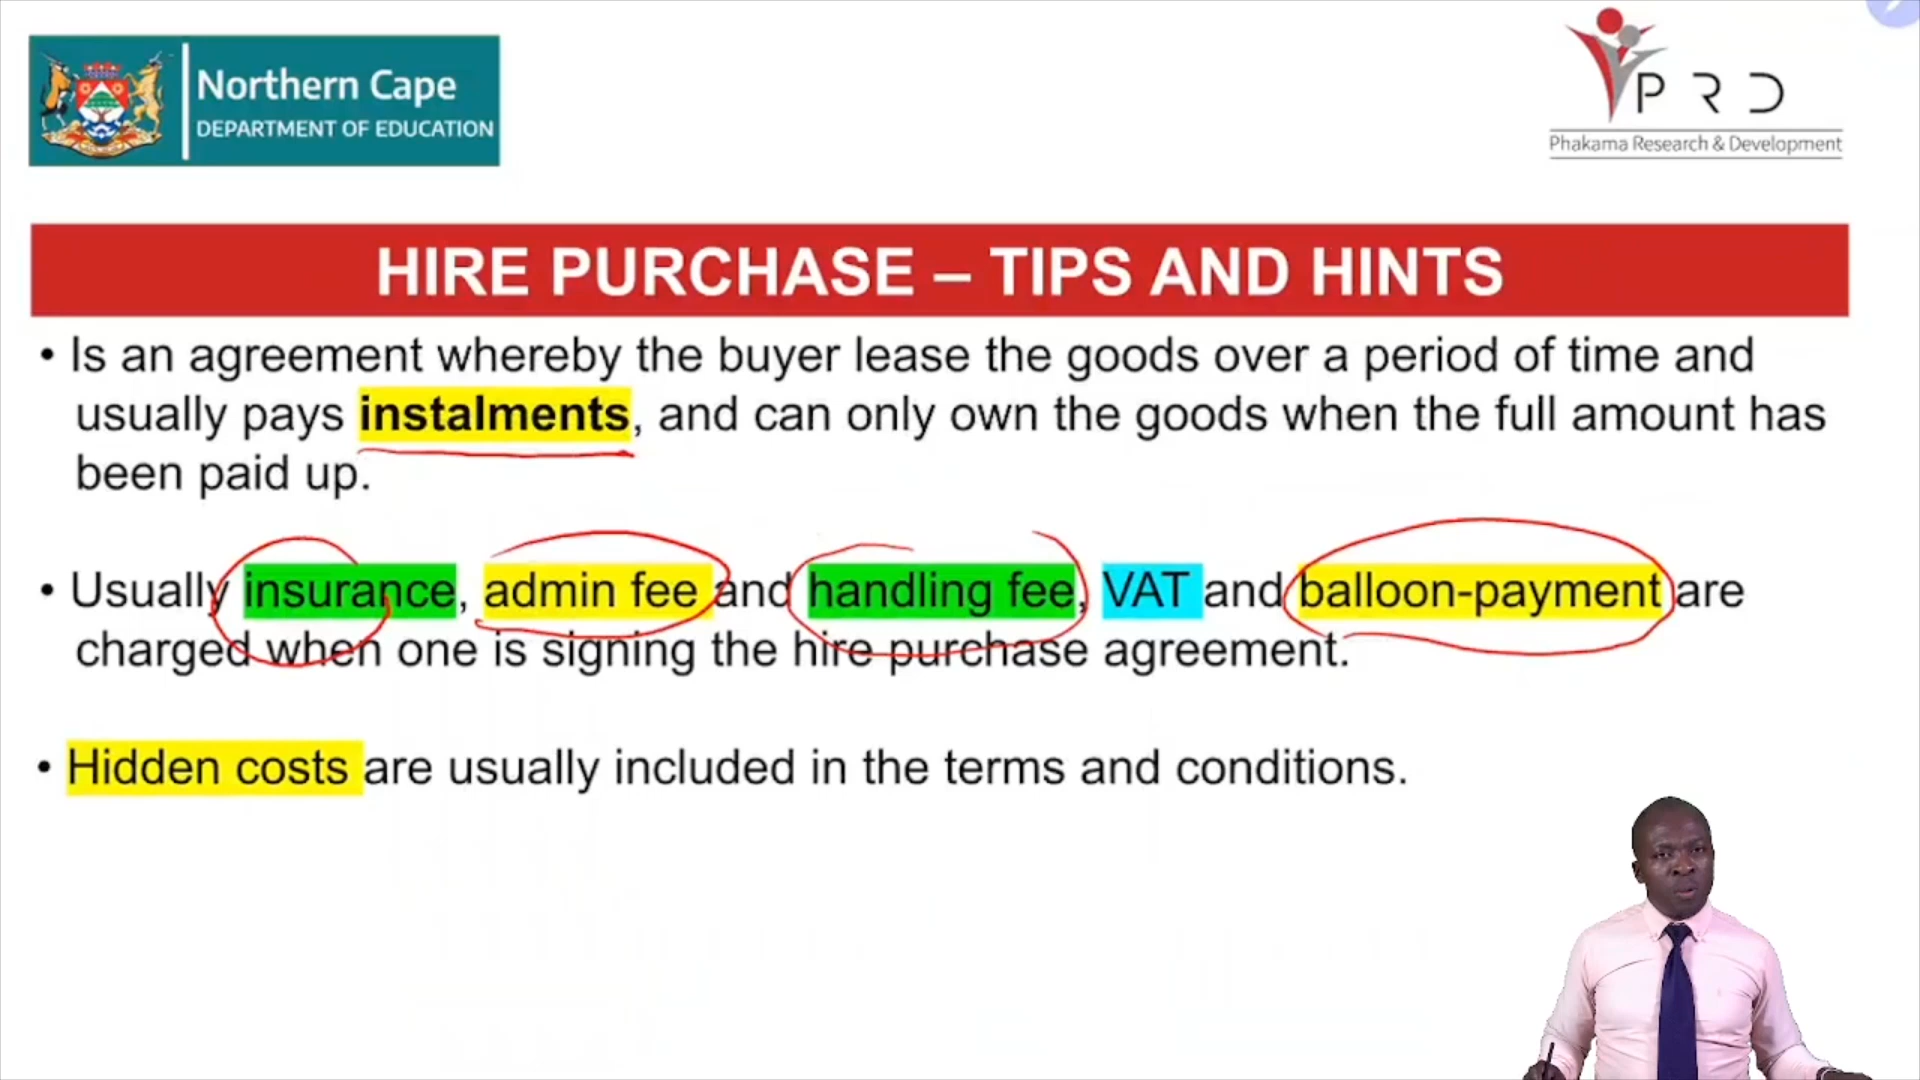 Northern Cape
DEPARTMENT OF EDUCATION
PRD
Phakama Research & Development
HIRE PURCHASE – TIPS AND HINTS
• Is an agreement whereby the buyer lease the goods over a period of time and
usually pays instalments, and can only own the goods when the full amount has
been paid up.
• Usually insurance, admin fee and handling fee, VAT and balloon-payment are
charged when one is signing the hire purchase agreement.
• Hidden costs are usually included in the terms and conditions.